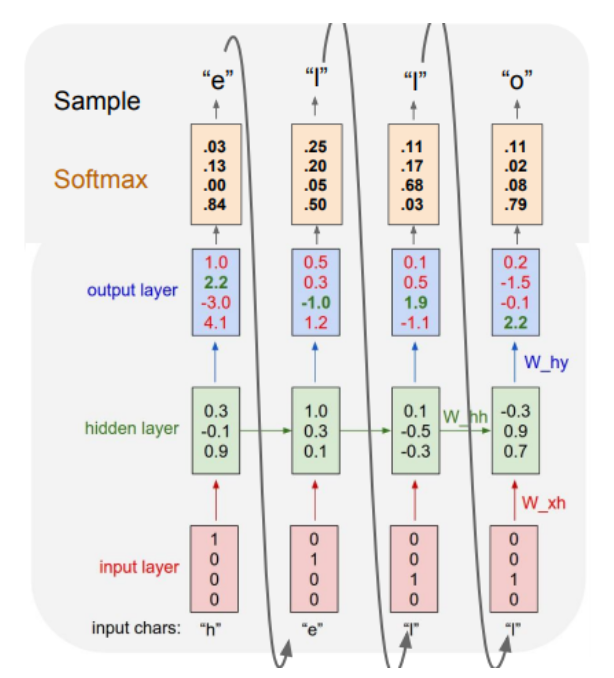 “e” “l” “l” “o”
Sample
.03 .25 .11 .11
.13 .20 .17 .02
Softmax
.00 .05 .68 .08
.84 .50 .03 .79
1.0 0.5 0.1 0.2
2.2 0.3 0.5 -1.5
output layer
-3.0 -1.0 1.9 -0.1
4.1 1.2 -1.1 2.2
W_hy
0.3 1.0 0.1 -0.3
hidden layer -0.1 0.3 -0.5 W_hh 0.9
0.9 0.1 -0.3 0.7
W_xh
1 0 0 0
0 1 0 0
input layer
0 0 1 1
0 0 0 0
input chars: “h” “e” “l” “l”